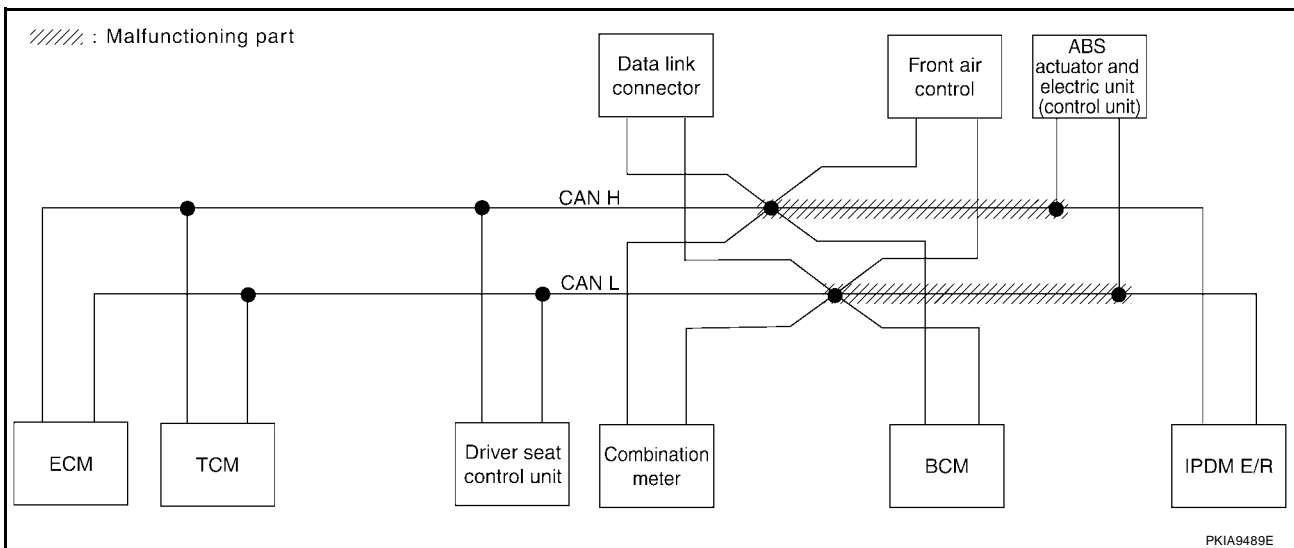 : Malfunctioning part
Data link
connector
Front air
control
ABS
actuator and
electric unit
(control unit)
CAN H
CAN L
ECM
TCM
Driver seat
control unit
Combination
meter
BCM
IPDM E/R
PKIA9489E